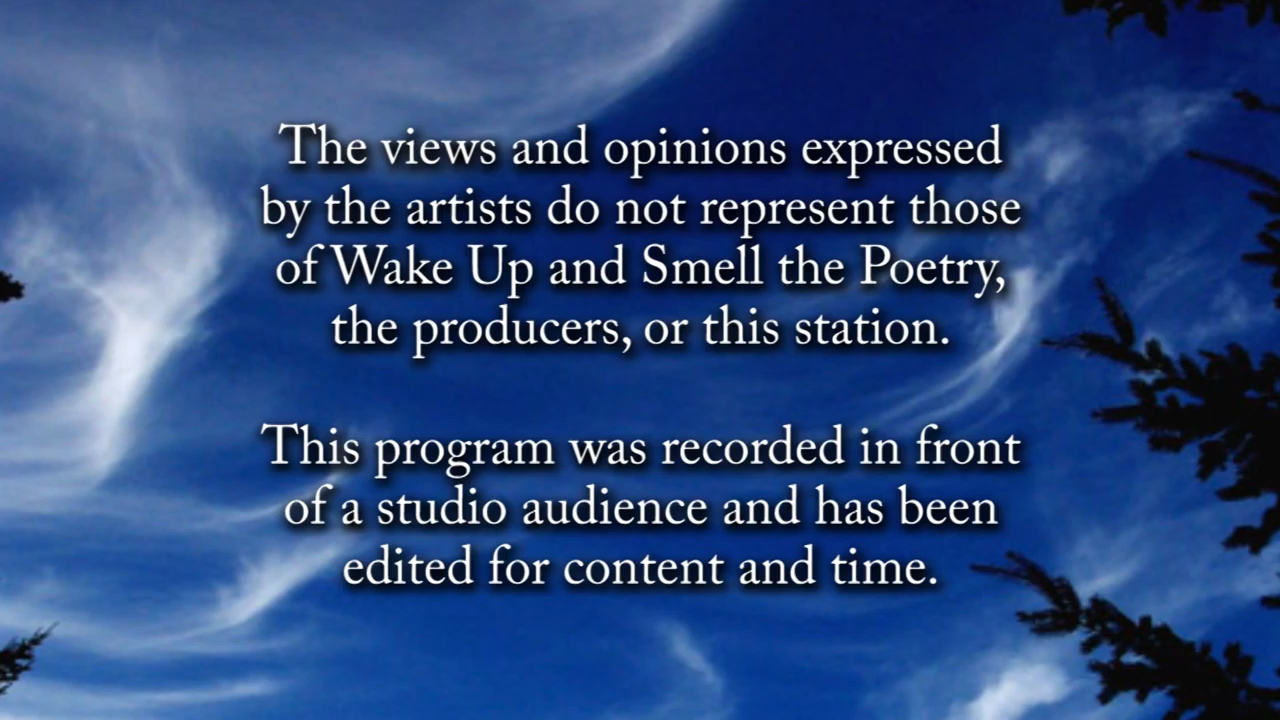 The views and opinions expressed
by the artists do not represent those
of Wake Up and Smell the Poetry,
the producers, or this station.
This program was recorded in front
of a studio audience and has been
edited for content and time.